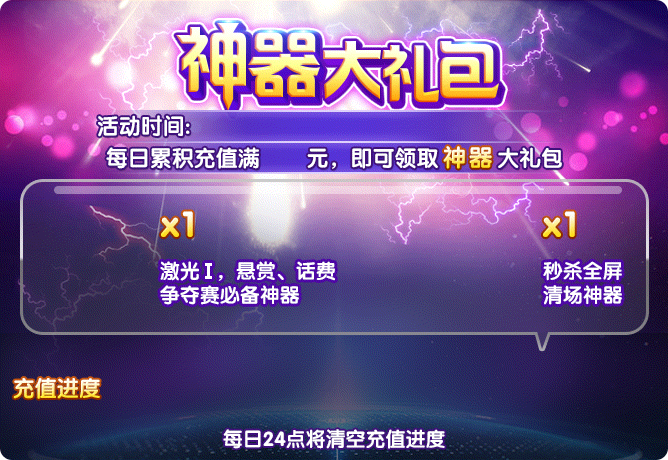 神器大礼包
活动时间:
每日累积充值满 元，即可领取神器大礼包
x1
x1
激光Ⅰ，悬赏、话费
争夺赛必备神器
秒杀全屏
清场神器
充值进度
每日24点将清空充值进度